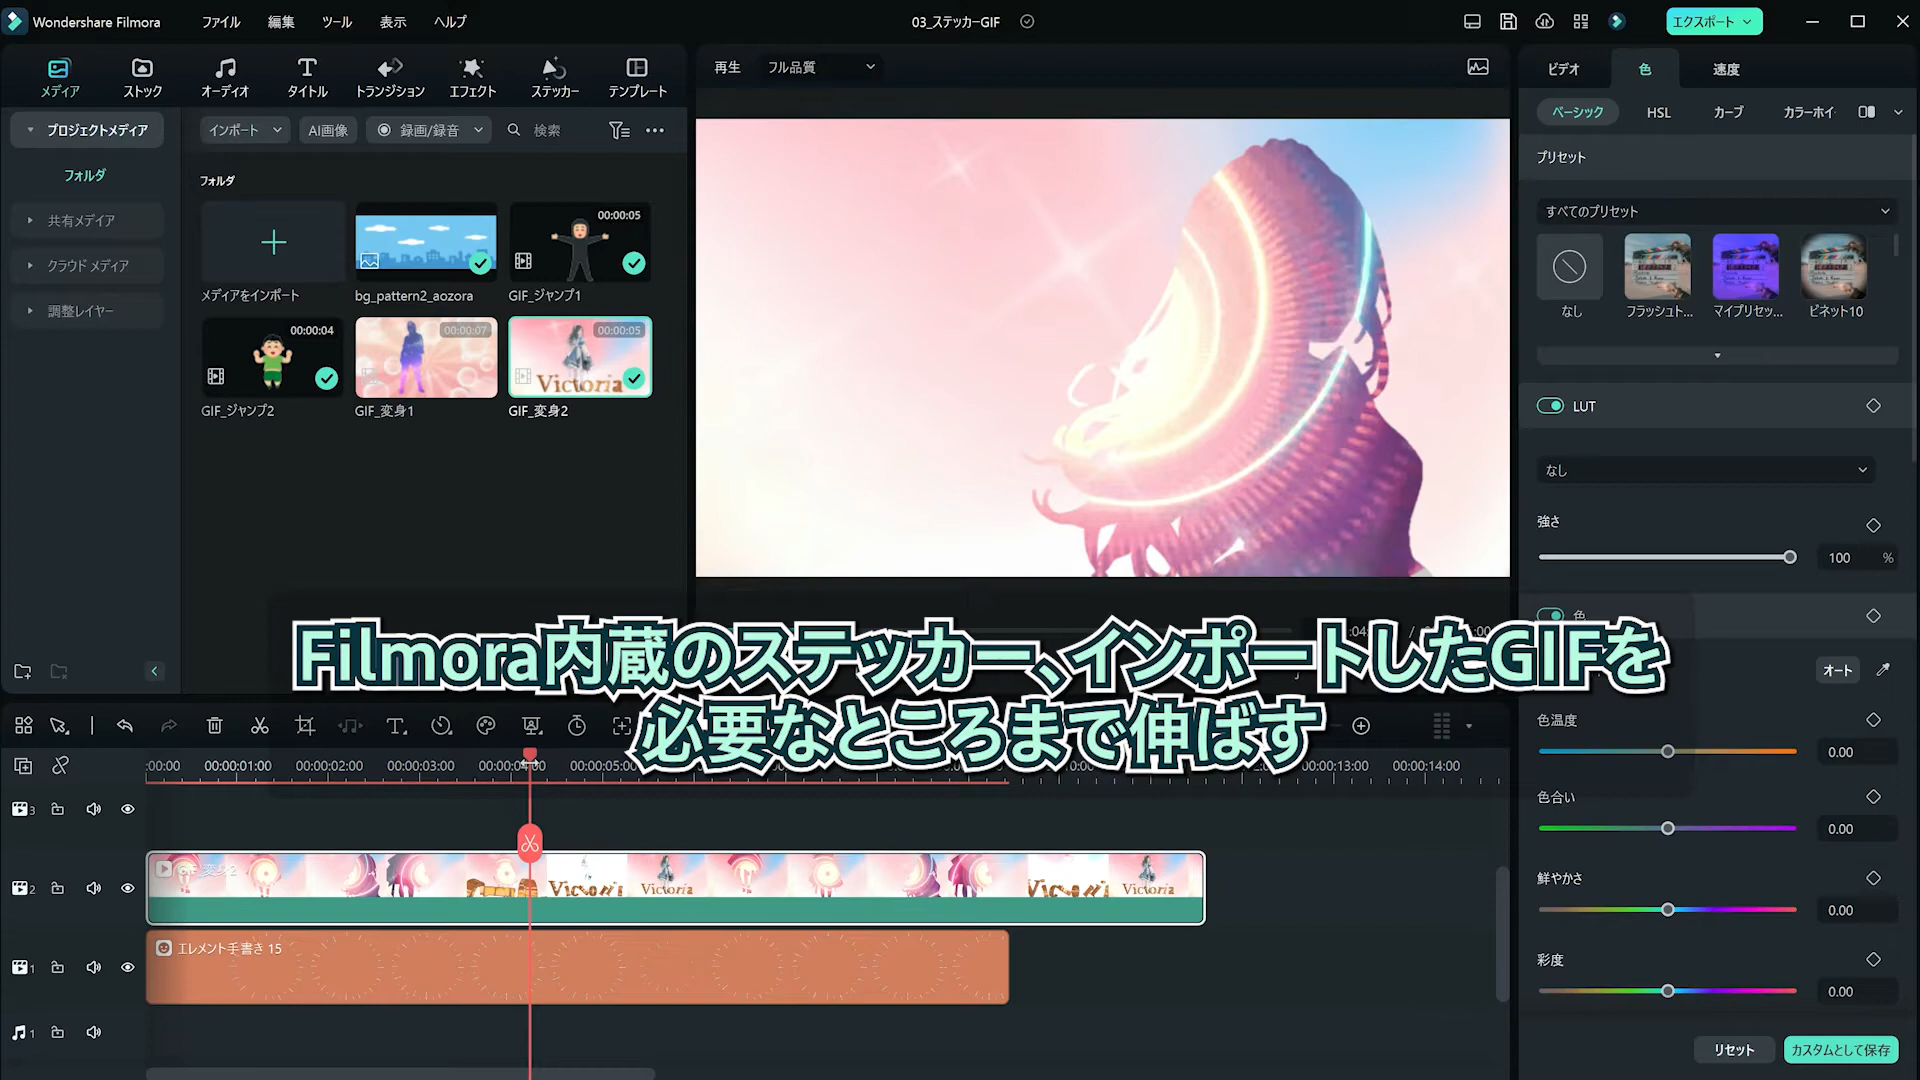 Wondershare Filmora
ファイル
編集
ツール
表示
ヘルプ
03_ステッカーGIF
エクスポート
メディア
ストック
オーディオ
タイトル
トランジション
エフェクト
ステッカー
テンプレート
再生
フル品質
ビデオ
色
速度
プロジェクトメディア
フォルダ
共有メデイア
クラウド メディア
調整レイヤー
インポート
AI画像
録画/録音
検索
フォルダ
メディアをインポート
bg_pattern2_aozora
00:00:05
GIF_ジャンプ1
00:00:04
GIF_ジャンプ2
00:00:07
GIF_変身1
00:00:05
Victoria
GIF_変身2
ベーシック
HSL
カーブ
カラーホイ
プリセット
すべてのプリセット
なし
フラッシュト...
マイプリセッ...
ビネット10
LUT
なし
強さ
100
%
色
オート
色温度
0.00
色合い
0.00
鮮やかさ
0.00
彩度
0.00
リセット
カスタムとして保存
Filmora内蔵のステッカー、インポートしたGIFを
必要なところまで伸ばす
:00:00
00:00:01:00
00:00:02:00
00:00:03:00
00:00:04:00
00:00:05:00
00:00:13:00
00:00:14:00
3
2
GIF_変身2
Victoria
Victoria
Victoria
1
エレメント手書き 15
1